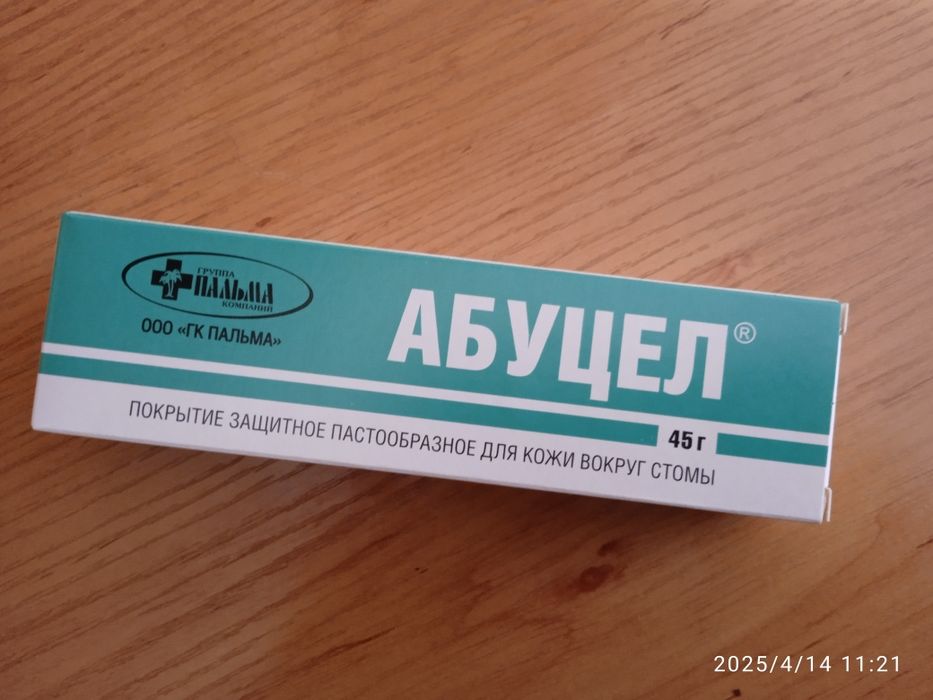 ГРУППА
ПАЛЬМА
КОМПАНИЙ
ООО «ГК ПАЛЬМА»
АБУЦЕЛ®
45 г
ПОКРЫТИЕ ЗАЩИТНОЕ ПАСТООБРАЗНОЕ ДЛЯ КОЖИ ВОКРУГ СТОМЫ
2025/4/14 11:21